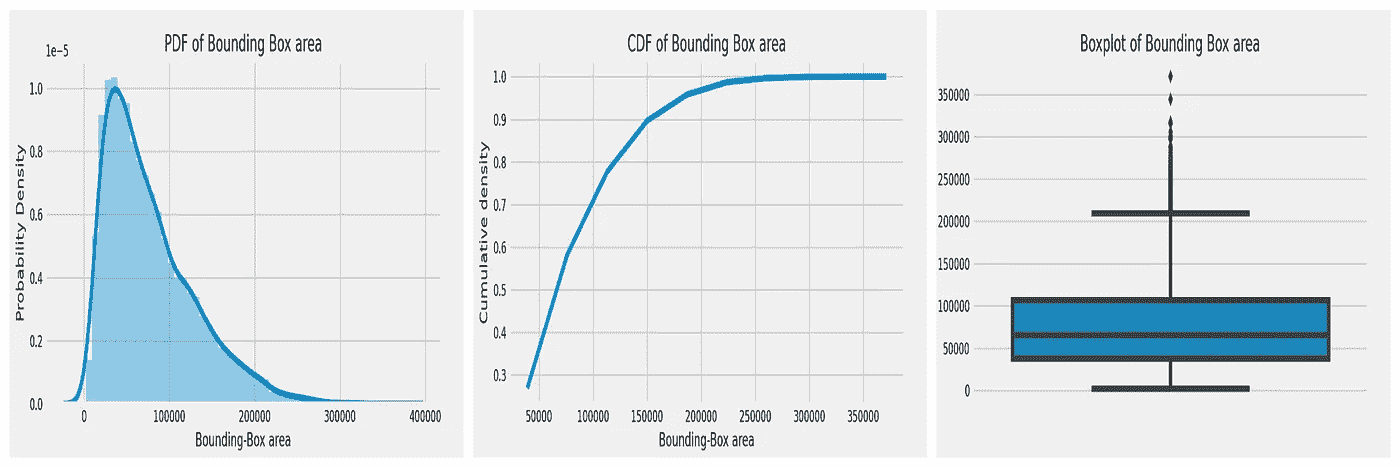 PDF of Bounding Box area
1e−5
1.0
0.8
0.6
0.4
0.2
0.0
Probability Density
0 100000 200000 300000 400000
Bounding-Box area
CDF of Bounding Box area
1.0
0.9
0.8
0.7
0.6
0.5
0.4
0.3
Cumulative density
50000 100000 150000 200000 250000 300000 350000
Bounding-Box area
Boxplot of Bounding Box area
350000
300000
250000
200000
150000
100000
50000
0